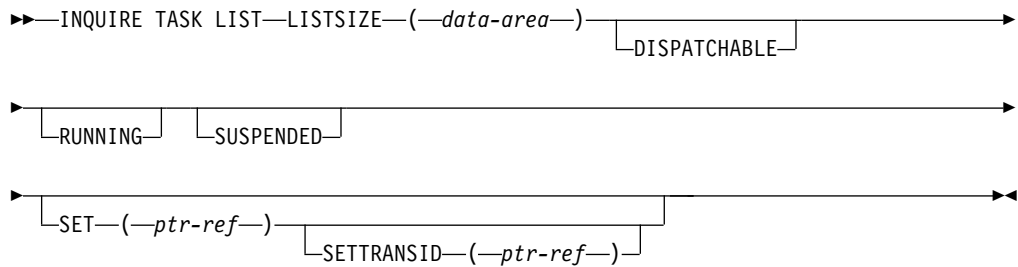 INQUIRE TASK LIST LISTSIZE ( data-area )
DISPATCHABLE
RUNNING SUSPENDED
SET ( ptr-ref )
SETTRANSID ( ptr-ref )